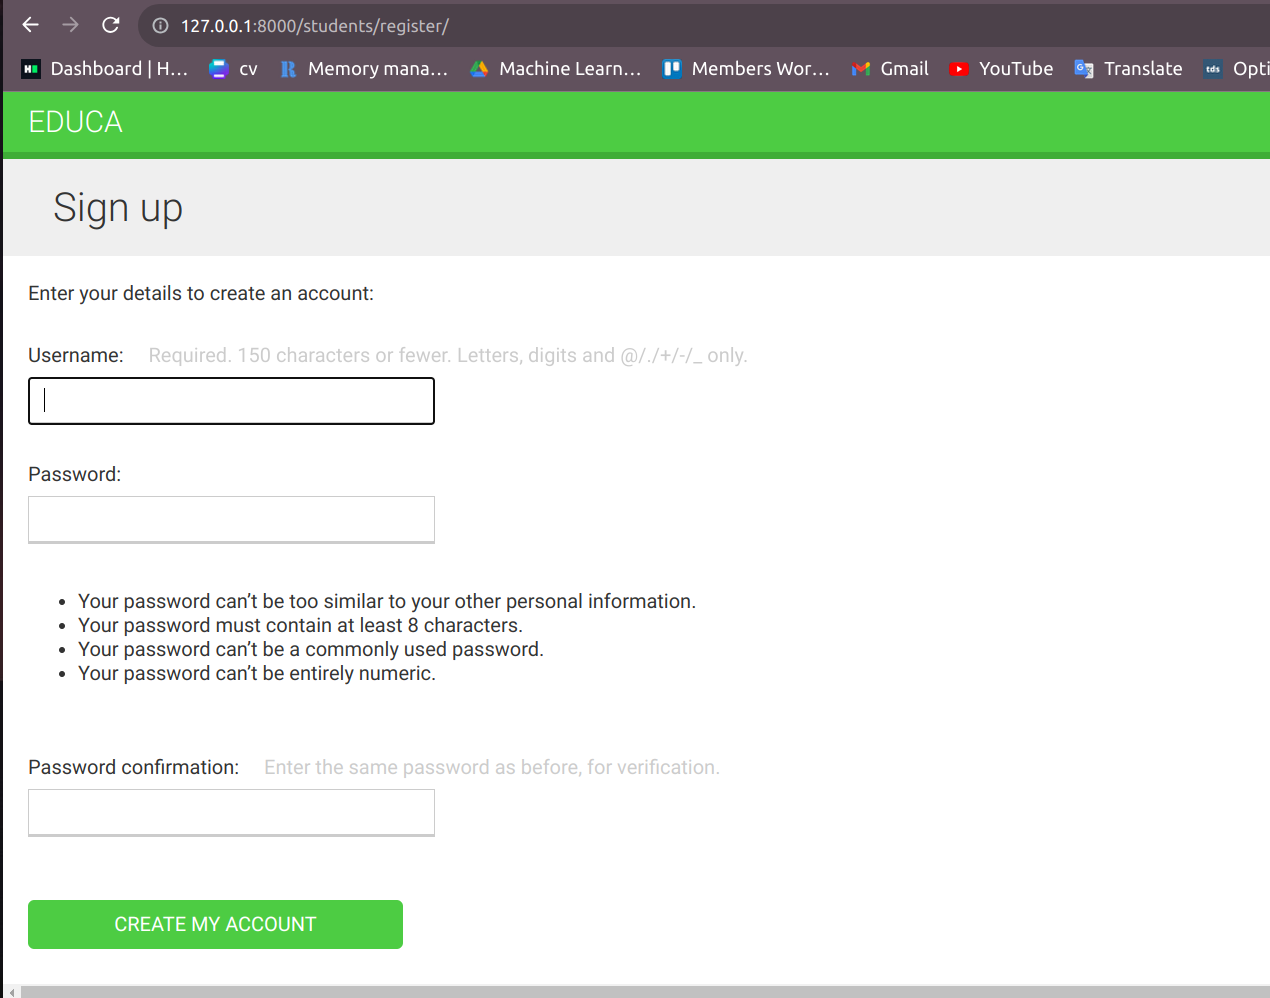 127.0.0.1:8000/students/register/
Dashboard | H... cv Memory mana... Machine Learn... Members Wor... Gmail YouTube Translate tds Opti
EDUCA
Sign up
Enter your details to create an account:
Username: Required. 150 characters or fewer. Letters, digits and @/./+/-/_ only.
Password:
• Your password can’t be too similar to your other personal information.
• Your password must contain at least 8 characters.
• Your password can’t be a commonly used password.
• Your password can’t be entirely numeric.
Password confirmation: Enter the same password as before, for verification.
CREATE MY ACCOUNT